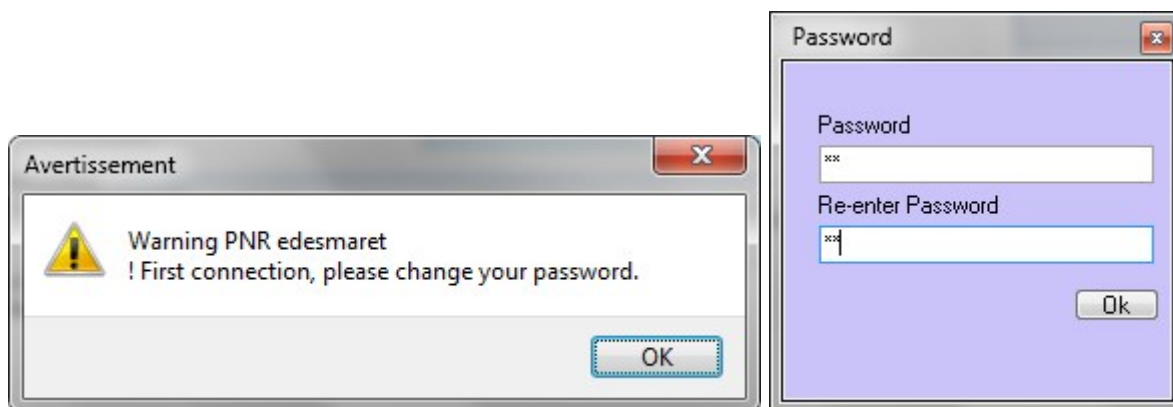 Avertissement
Warning PNR edesmaret
! First connection, please change your password.
OK
Password
Password
**
Re-enter Password
**
Ok